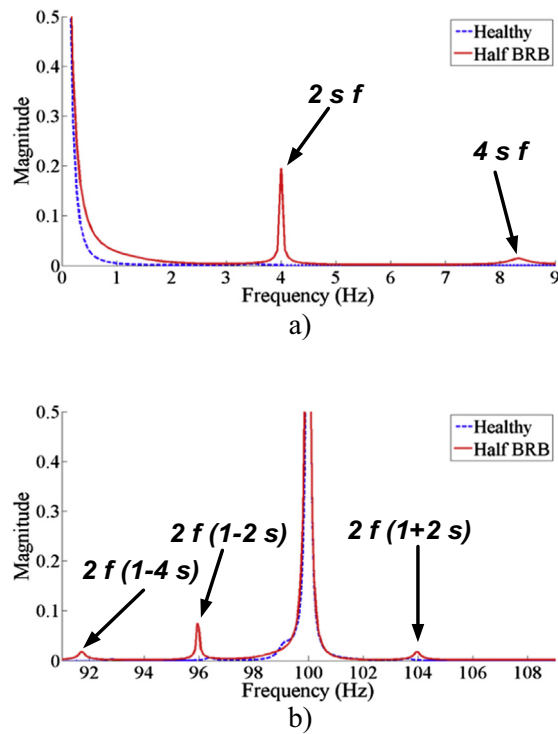 0.5
0.4
0.3
0.2
0.1
0
Magnitude
Healthy
Half BRB
2 s f
4 s f
0 1 2 3 4 5 6 7 8 9
Frequency (Hz)
a)
0.5
0.4
0.3
0.2
0.1
0
Magnitude
Healthy
Half BRB
2 f (1-4 s)
2 f (1-2 s)
2 f (1+2 s)
92 94 96 98 100 102 104 106 108
Frequency (Hz)
b)